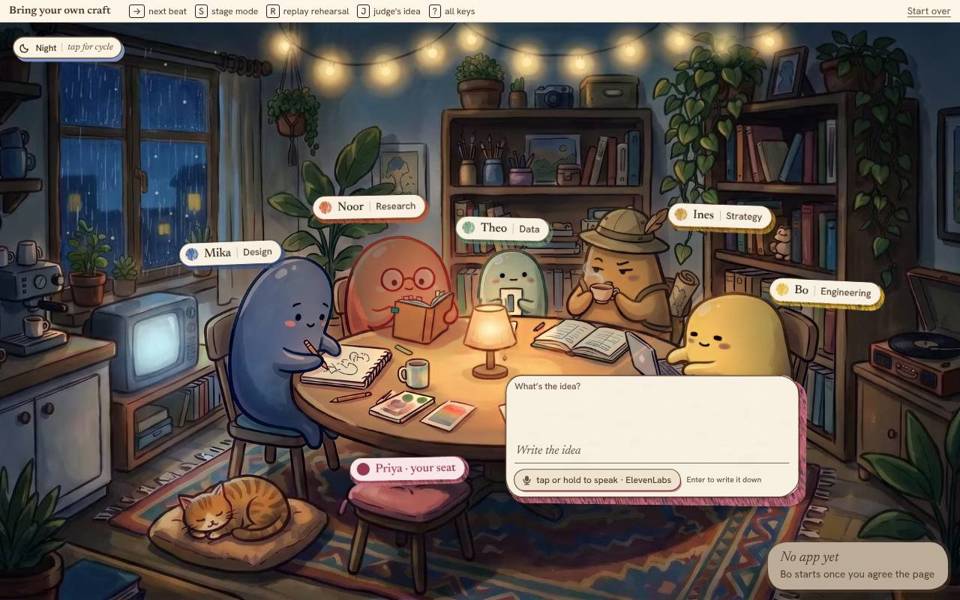 Bring your own craft
→ next beat
S stage mode
R replay rehearsal
J judge's idea
? all keys
Start over
Night | tap for cycle
Noor | Research
Ines | Strategy
Theo | Data
Mika | Design
Bo | Engineering
What's the idea?
Write the idea
tap or hold to speak · ElevenLabs
Enter to write it down
Priya · your seat
No app yet
Bo starts once you agree the page